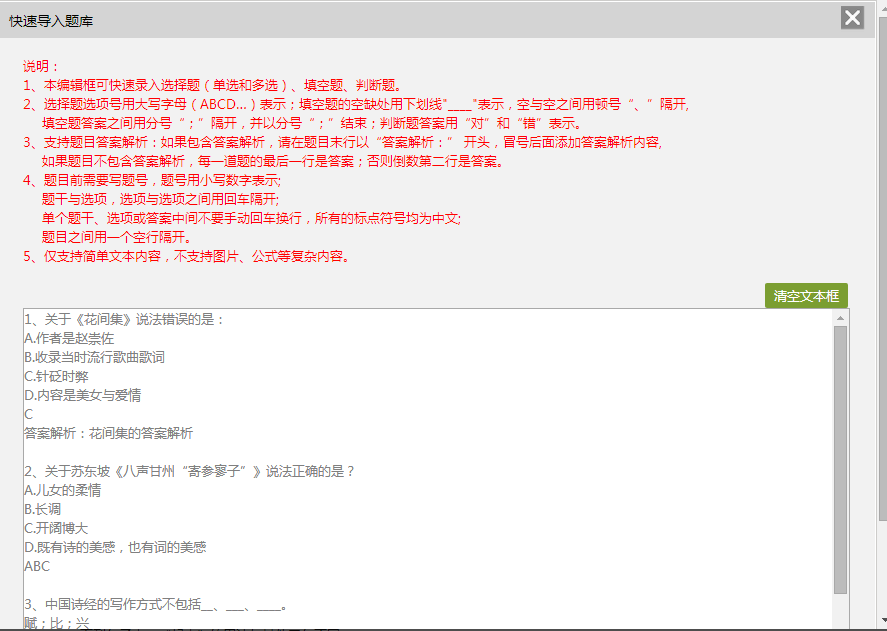 快速导入题库
说明：
1、本编辑框可快速录入选择题（单选和多选）、填空题、判断题。
2、选择题选项号用大写字母（ABCD...）表示；填空题的空缺处用下划线"____"表示，空与空之间用顿号“、”隔开,
填空题答案之间用分号“；”隔开，并以分号“；”结束；判断题答案用“对”和“错”表示。
3、支持题目答案解析：如果包含答案解析，请在题目末行以“答案解析：” 开头，冒号后面添加答案解析内容,
如果题目不包含答案解析，每一道题的最后一行是答案；否则倒数第二行是答案。
4、题目前需要写题号，题号用小写数字表示;
题干与选项，选项与选项之间用回车隔开;
单个题干、选项或答案中间不要手动回车换行，所有的标点符号均为中文;
题目之间用一个空行隔开。
5、仅支持简单文本内容，不支持图片、公式等复杂内容。
清空文本框
1、关于《花间集》说法错误的是：
A.作者是赵崇佐
B.收录当时流行歌曲歌词
C.针砭时弊
D.内容是美女与爱情
C
答案解析：花间集的答案解析
2、关于苏东坡《八声甘州“寄参寥子”》说法正确的是？
A.儿女的柔情
B.长调
C.开阔博大
D.既有诗的美感，也有词的美感
ABC
3、中国诗经的写作方式不包括__、___、____。
赋；比；兴